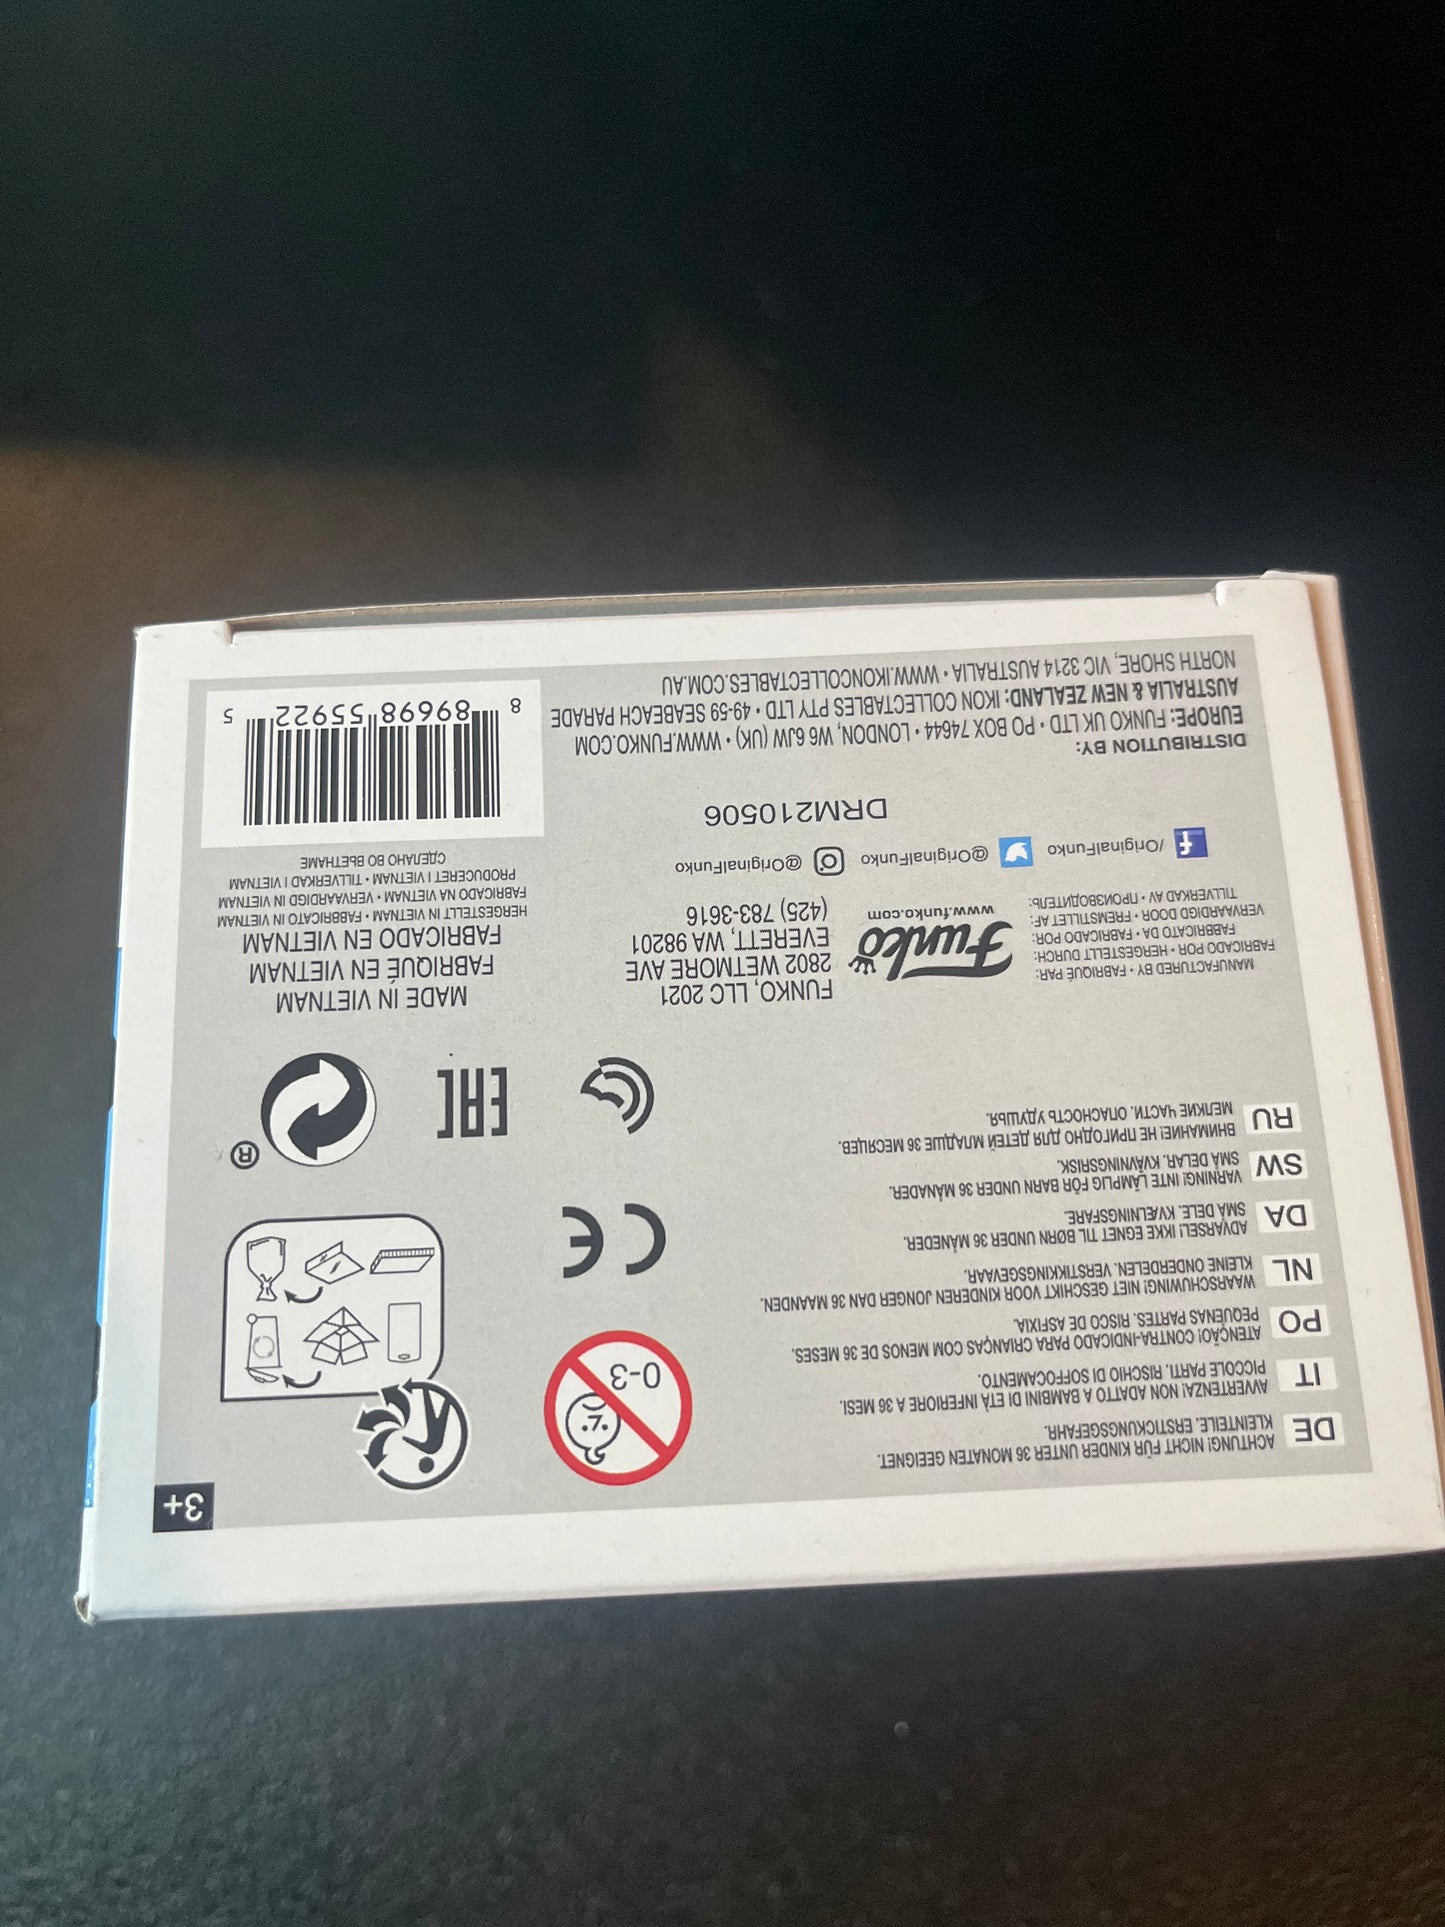 3+
DE
ACHTUNG! NICHT FÜR KINDER UNTER 36 MONATEN GEEIGNET.
KLEINTEILE. ERSTICKUNGSGEFAHR.
IT
AVVERTENZA! NON ADATTO A BAMBINI DI ETÀ INFERIORE A 36 MESI.
PICCOLE PARTI, RISCHIO DI SOFFOCAMENTO.
PO
ATENÇÃO! CONTRA-INDICADO PARA CRIANÇAS COM MENOS DE 36 MESES.
PEQUENAS PARTES. RISCO DE ASFIXIA.
NL
WAARSCHUWING! NIET GESCHIKT VOOR KINDEREN JONGER DAN 36 MAANDEN.
KLEINE ONDERDELEN. VERSTIKKINGSGEVAAR.
DA
ADVARSEL! IKKE EGNET TIL BØRN UNDER 36 MÅNEDER.
SMÅ DELE. KVÆLNINGSFARE.
SW
VARNING! INTE LÄMPLIG FÖR BARN UNDER 36 MÅNADER.
SMÅ DELAR. KVÄVNINGSRISK.
RU
ВНИМАНИЕ! НЕ ПРИГОДНО ДЛЯ ДЕТЕЙ МЛАДШЕ 36 МЕСЯЦЕВ.
МЕЛКИЕ ЧАСТИ. ОПАСНОСТЬ УДУШЬЯ.
0-3
CE
EAC
®
MANUFACTURED BY • FABRIQUÉ PAR:
FABRICADO POR • HERGESTELLT DURCH:
FABBRICATO DA • FABRICADO POR:
VERVAARDIGD DOOR • FREMSTILLET AF:
TILLVERKAD AV • ПРОИЗВОДИТЕЛЬ:
Funko
www.funko.com
FUNKO, LLC 2021
2802 WETMORE AVE
EVERETT, WA 98201
(425) 783-3616
MADE IN VIETNAM
FABRIQUÉ EN VIETNAM
FABRICADO EN VIETNAM
HERGESTELLT IN VIETNAM • FABBRICATO IN VIETNAM
FABRICADO NA VIETNAM • VERVAARDIGD IN VIETNAM
PRODUCERET I VIETNAM • TILLVERKAD I VIETNAM
СДЕЛАНО ВО ВЬЕТНАМЕ
/OriginalFunko
@OriginalFunko
@OriginalFunko
DRM210506
DISTRIBUTION BY:
EUROPE: FUNKO UK LTD • PO BOX 74644 • LONDON, W6 6JW (UK) • WWW.FUNKO.COM
AUSTRALIA & NEW ZEALAND: IKON COLLECTABLES PTY LTD • 49-59 SEABEACH PARADE
NORTH SHORE, VIC 3214 AUSTRALIA • WWW.IKONCOLLECTABLES.COM.AU
8 89698 55922 5